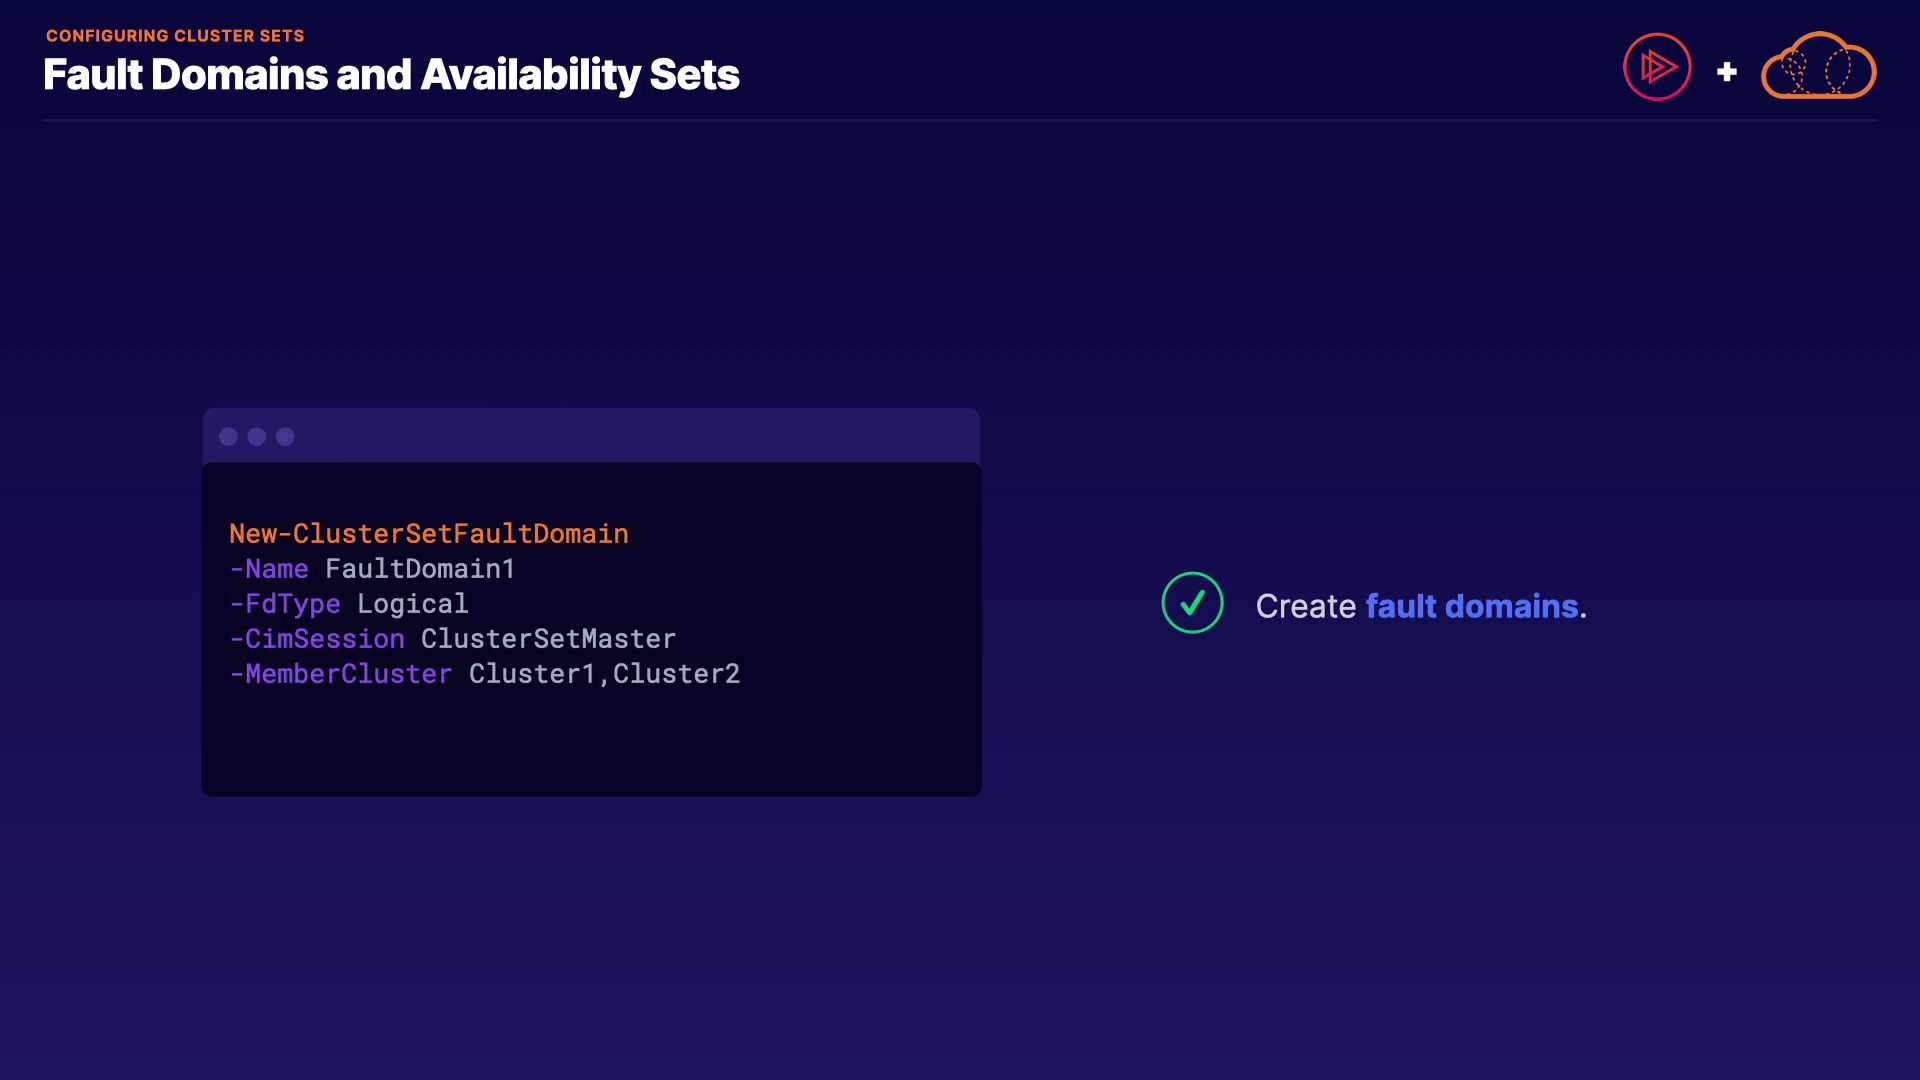 CONFIGURING CLUSTER SETS
Fault Domains and Availability Sets
New-ClusterSetFaultDomain
-Name FaultDomain1
-FdType Logical
-CimSession ClusterSetMaster
-MemberCluster Cluster1,Cluster2
Create fault domains.